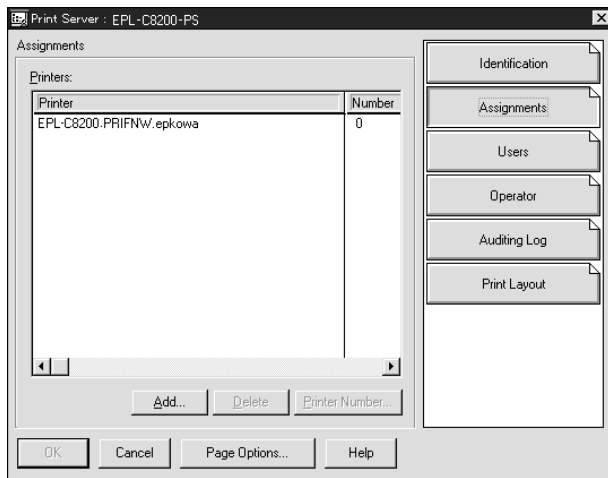 Print Server : EPL-C8200-PS
Assignments
Printers:
Printer Number
EPL-C8200.PRIFNW.epkowa 0
Add... Delete Printer Number...
OK Cancel Page Options... Help
Identification
Assignments
Users
Operator
Auditing Log
Print Layout